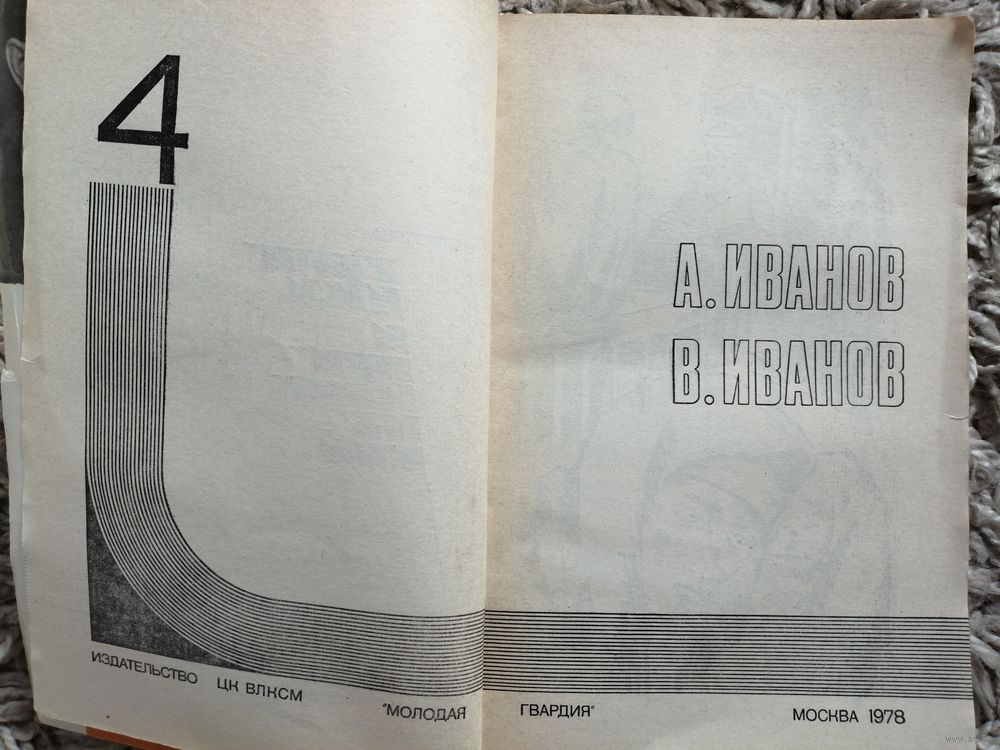 4
А. ИВАНОВ
В. ИВАНОВ
ИЗДАТЕЛЬСТВО ЦК ВЛКСМ "МОЛОДАЯ ГВАРДИЯ" МОСКВА 1978